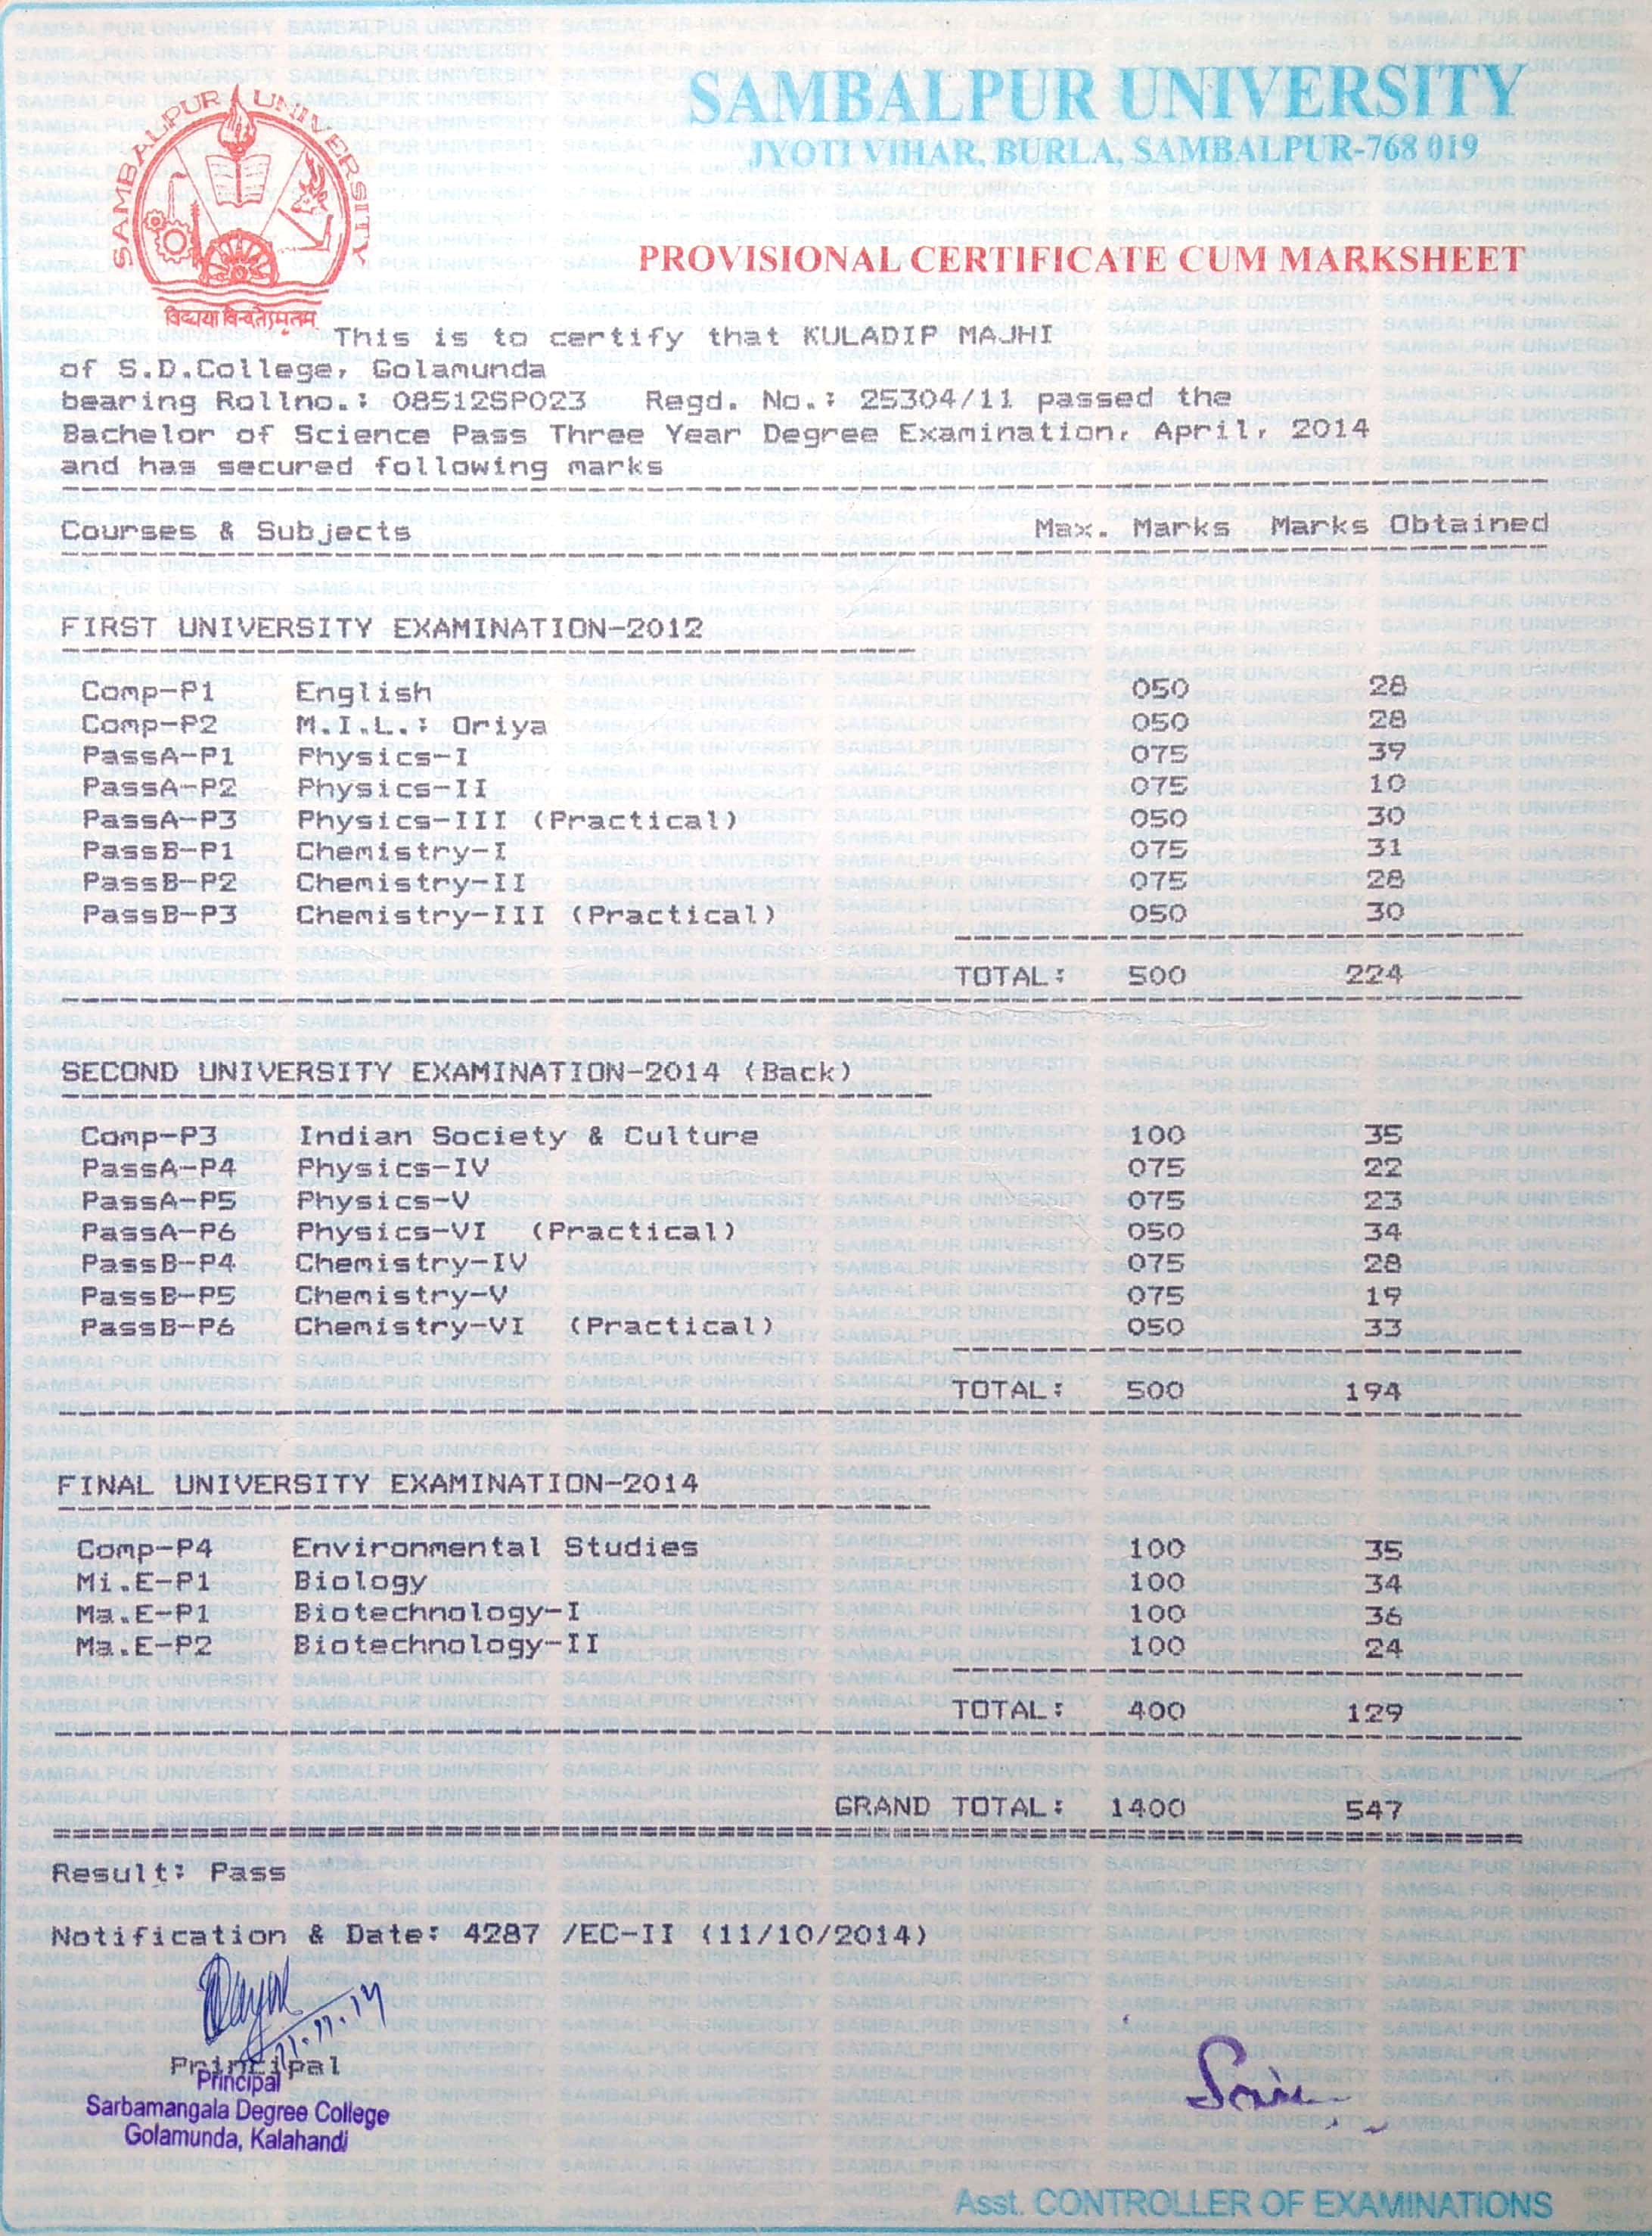 SAMBALPUR UNIVERSITY
SAMBALPUR UNIVERSITY
JYOTI VIHAR, BURLA, SAMBALPUR-768 019
PROVISIONAL CERTIFICATE CUM MARKSHEET
This is to certify that KULADIP MAJHI
of S.D.College, Golamunda
bearing Rollno.: 08512SP023 Regd. No.: 25304/11 passed the
Bachelor of Science Pass Three Year Degree Examination, April, 2014
and has secured following marks
Courses & Subjects Max. Marks Marks Obtained
FIRST UNIVERSITY EXAMINATION-2012
Comp-P1 English 050 28
Comp-P2 M.I.L.: Oriya 050 28
PassA-P1 Physics-I 075 39
PassA-P2 Physics-II 075 10
PassA-P3 Physics-III (Practical) 050 30
PassB-P1 Chemistry-I 075 31
PassB-P2 Chemistry-II 075 28
PassB-P3 Chemistry-III (Practical) 050 30
TOTAL: 500 224
SECOND UNIVERSITY EXAMINATION-2014 (Back)
Comp-P3 Indian Society & Culture 100 35
PassA-P4 Physics-IV 075 22
PassA-P5 Physics-V 075 23
PassA-P6 Physics-VI (Practical) 050 34
PassB-P4 Chemistry-IV 075 28
PassB-P5 Chemistry-V 075 19
PassB-P6 Chemistry-VI (Practical) 050 33
TOTAL: 500 194
FINAL UNIVERSITY EXAMINATION-2014
Comp-P4 Environmental Studies 100 35
Mi.E-P1 Biology 100 34
Ma.E-P1 Biotechnology-I 100 36
Ma.E-P2 Biotechnology-II 100 24
TOTAL: 400 129
GRAND TOTAL: 1400 547
Result: Pass
Notification & Date: 4287 /EC-II (11/10/2014)
Principal
Principal
Sarbamangala Degree College
Golamunda, Kalahandi
Asst. CONTROLLER OF EXAMINATIONS